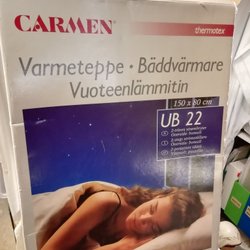 CARMEN
thermotex
Varmeteppe · Bäddvärmare
Vuoteenlämmitin
150 x 80 cm
UB 22